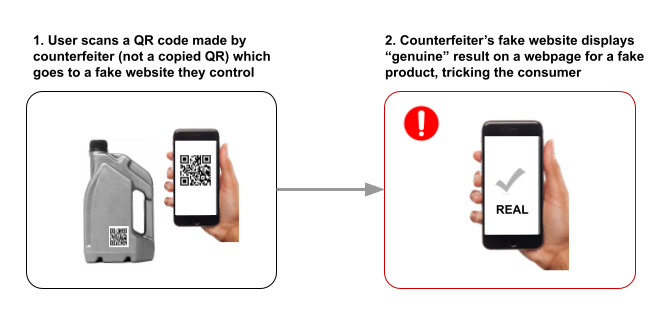 1. User scans a QR code made by
counterfeiter (not a copied QR) which
goes to a fake website they control
2. Counterfeiter’s fake website displays
“genuine” result on a webpage for a fake
product, tricking the consumer
REAL